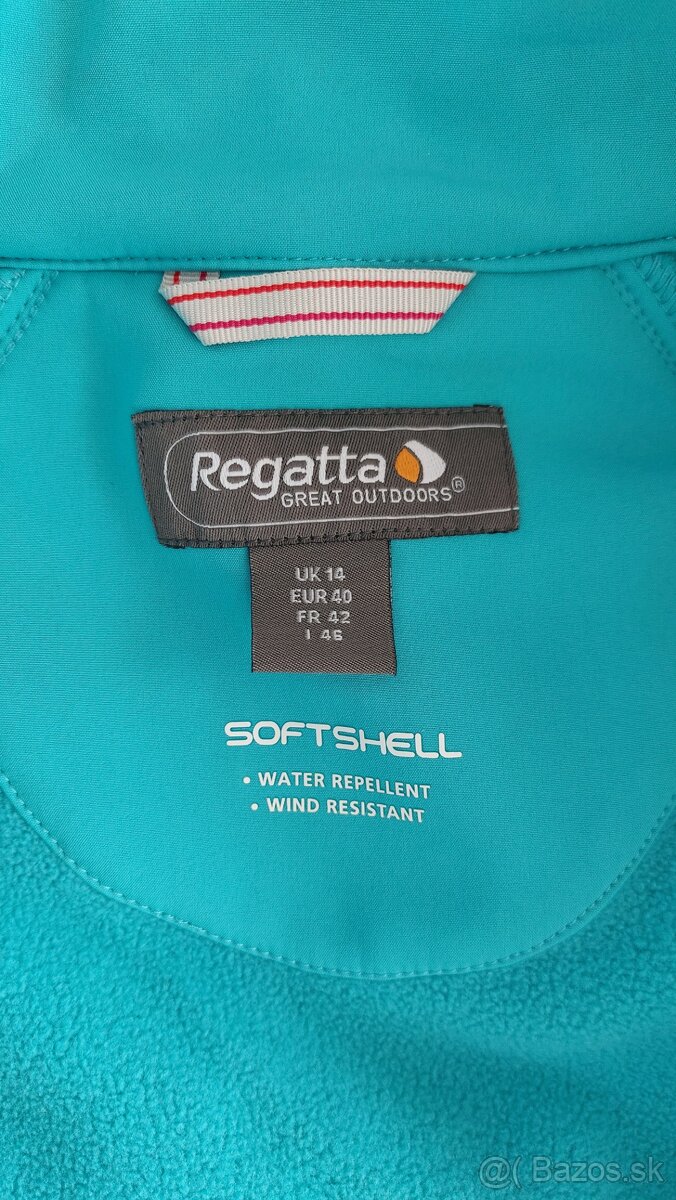 Regatta
GREAT OUTDOORS®
UK 14
EUR 40
FR 42
I 46
SOFTSHELL
• WATER REPELLENT
• WIND RESISTANT
@( Bazos.sk